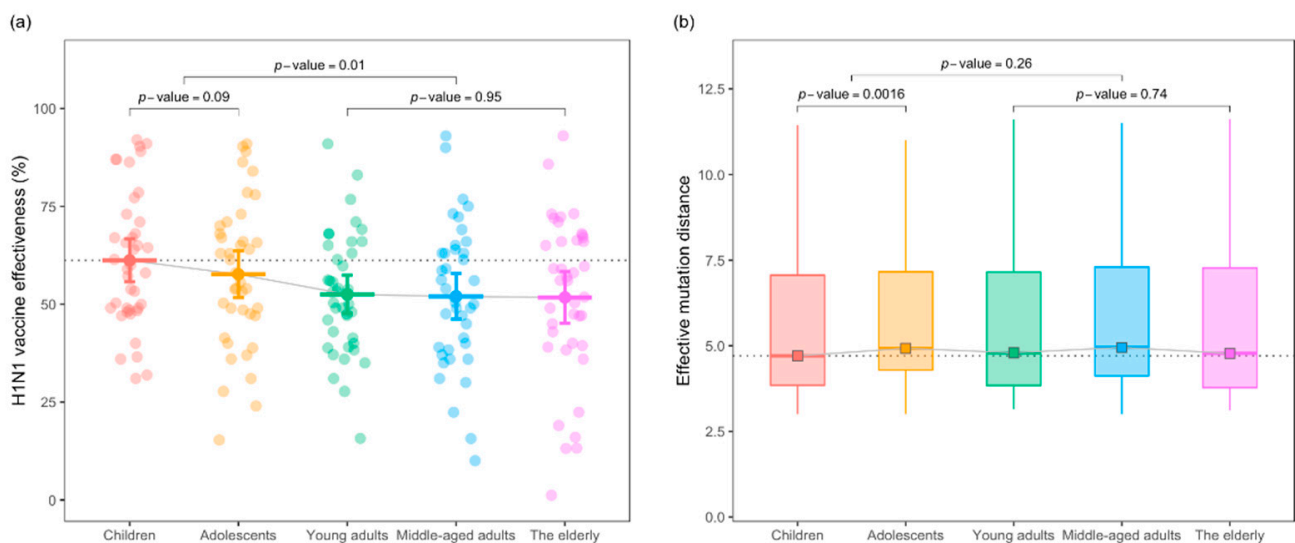 (a)
p-value = 0.01
p-value = 0.09
p-value = 0.95
100
75
50
25
0
H1N1 vaccine effectiveness (%)
Children
Adolescents
Young adults
Middle-aged adults
The elderly
(b)
p-value = 0.26
p-value = 0.0016
p-value = 0.74
12.5
10.0
7.5
5.0
2.5
0.0
Effective mutation distance
Children
Adolescents
Young adults
Middle-aged adults
The elderly